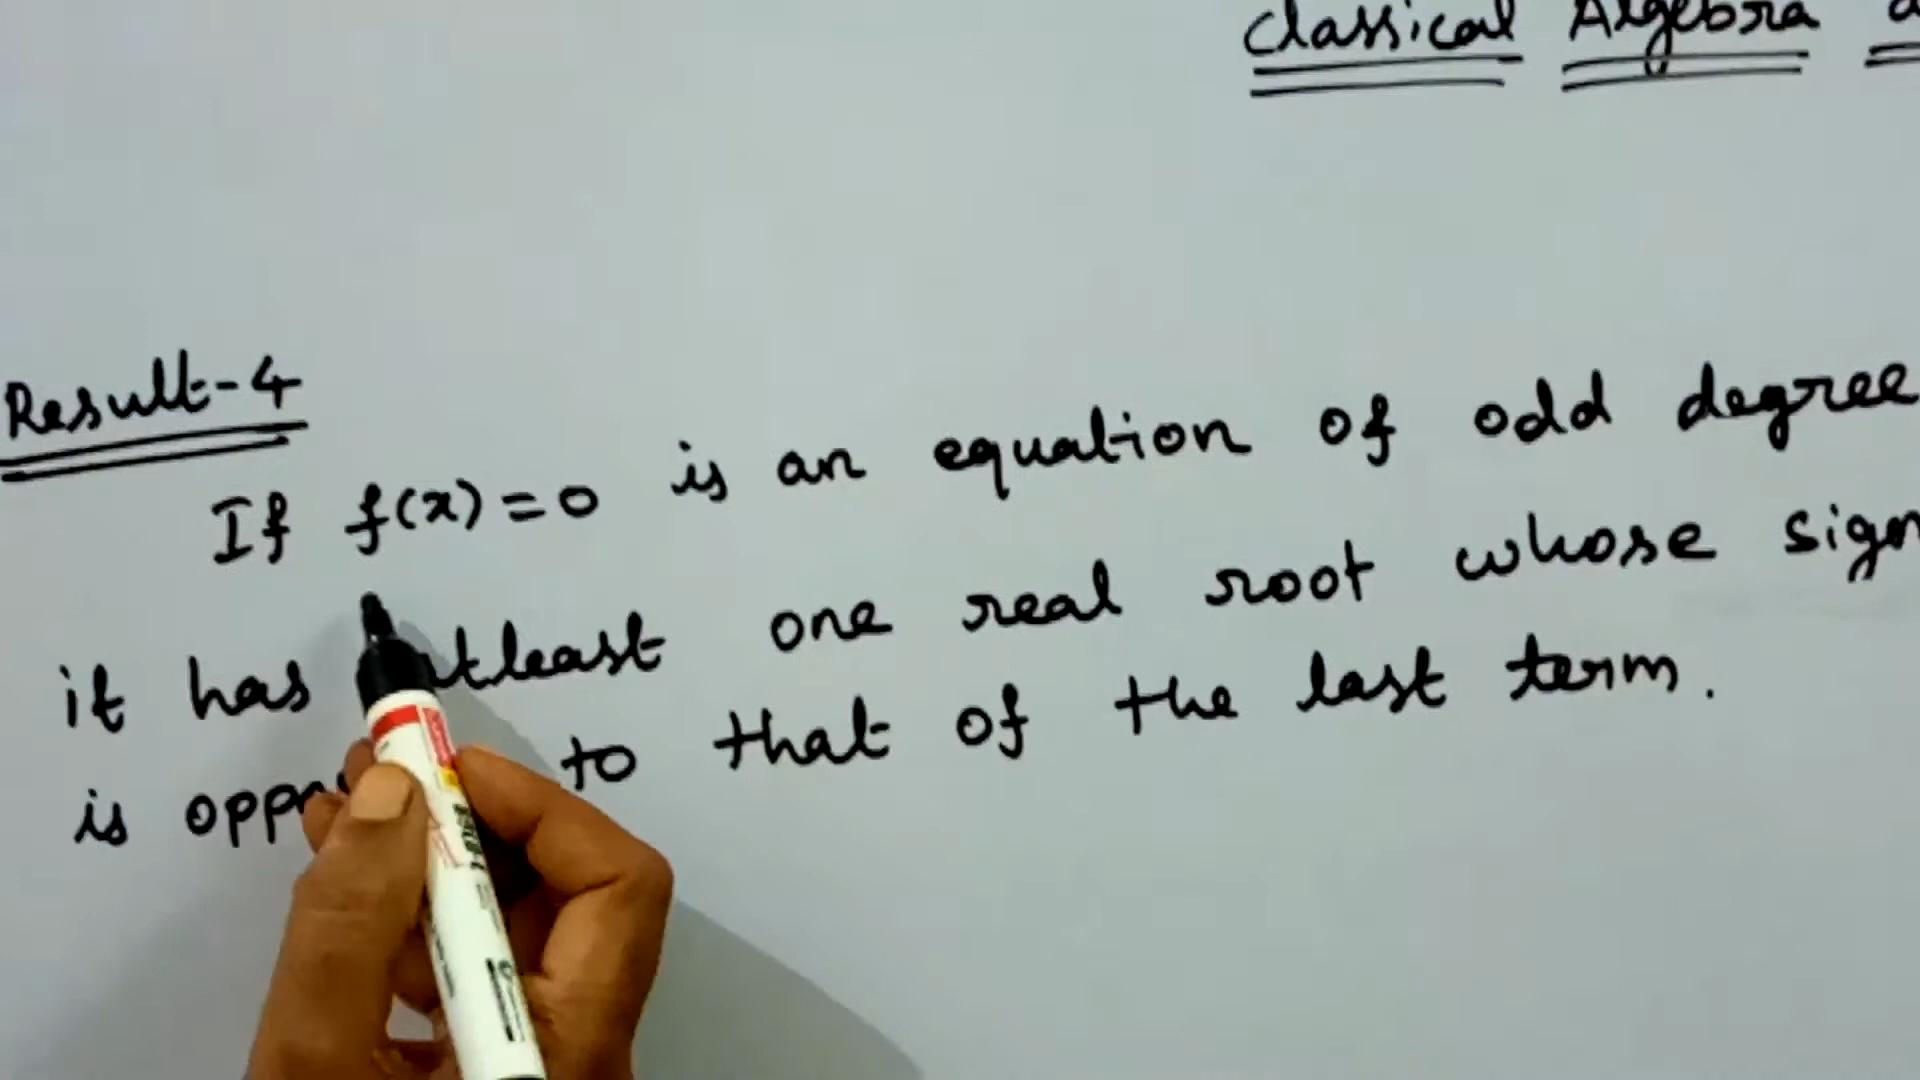 Classical Algebra
Result-4
If f(x)=0 is an equation of odd degree
it has atleast one real root whose sign
is to that of the last term.